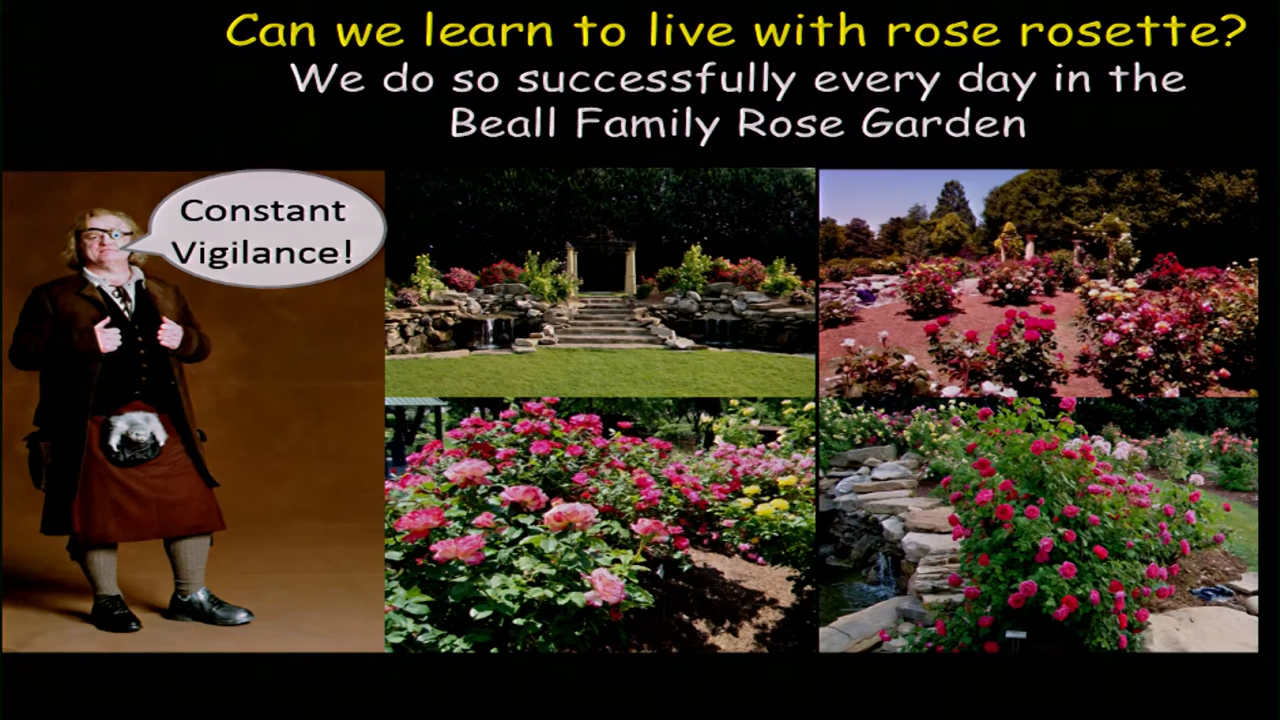 Can we learn to live with rose rosette?
We do so successfully every day in the
Beall Family Rose Garden
Constant
Vigilance!